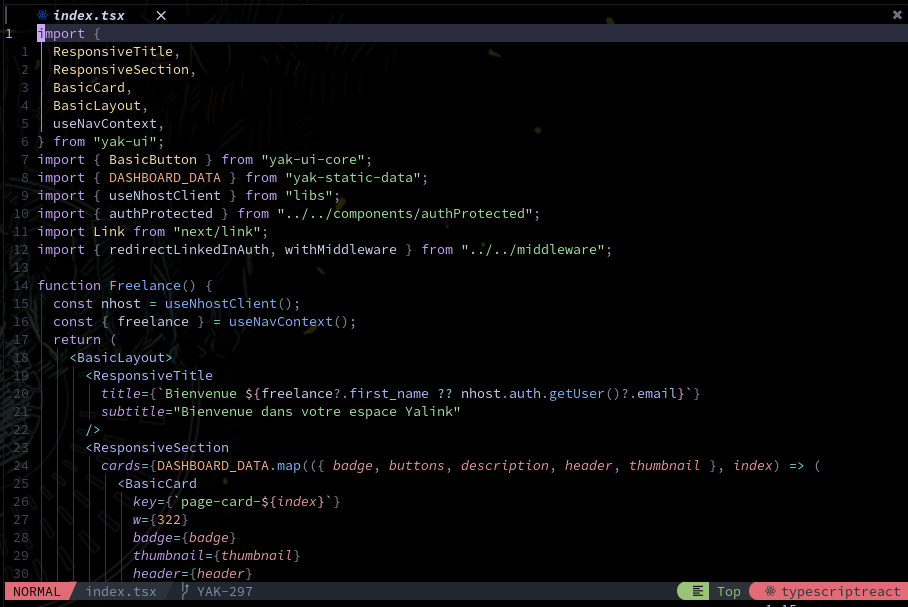 index.tsx
1 import {
1 ResponsiveTitle,
2 ResponsiveSection,
3 BasicCard,
4 BasicLayout,
5 useNavContext,
6 } from "yak-ui";
7 import { BasicButton } from "yak-ui-core";
8 import { DASHBOARD_DATA } from "yak-static-data";
9 import { useNhostClient } from "libs";
10 import { authProtected } from "../../components/authProtected";
11 import Link from "next/link";
12 import { redirectLinkedInAuth, withMiddleware } from "../../middleware";
13
14 function Freelance() {
15 const nhost = useNhostClient();
16 const { freelance } = useNavContext();
17 return (
18 <BasicLayout>
19 <ResponsiveTitle
20 title={`Bienvenue ${freelance?.first_name ?? nhost.auth.getUser()?.email}`}
21 subtitle="Bienvenue dans votre espace Yalink"
22 />
23 <ResponsiveSection
24 cards={DASHBOARD_DATA.map(({ badge, buttons, description, header, thumbnail }, index) => (
25 <BasicCard
26 key={`page-card-${index}`}
27 w={322}
28 badge={badge}
29 thumbnail={thumbnail}
30 header={header}
NORMAL index.tsx YAK-297 Top typescriptreact